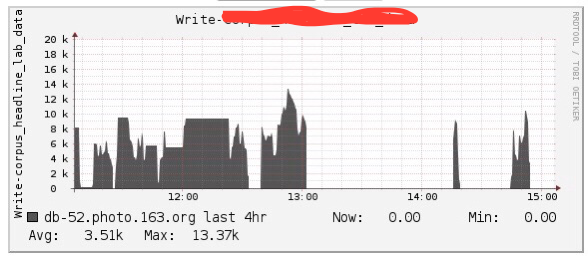 Write-
RRDTOOL / TOBI OETIKER
Write-corpus_headline_lab_data
20 k
18 k
16 k
14 k
12 k
10 k
8 k
6 k
4 k
2 k
0
12:00 13:00 14:00 15:00
db-52.photo.163.org last 4hr Now: 0.00 Min: 0.00
Avg: 3.51k Max: 13.37k